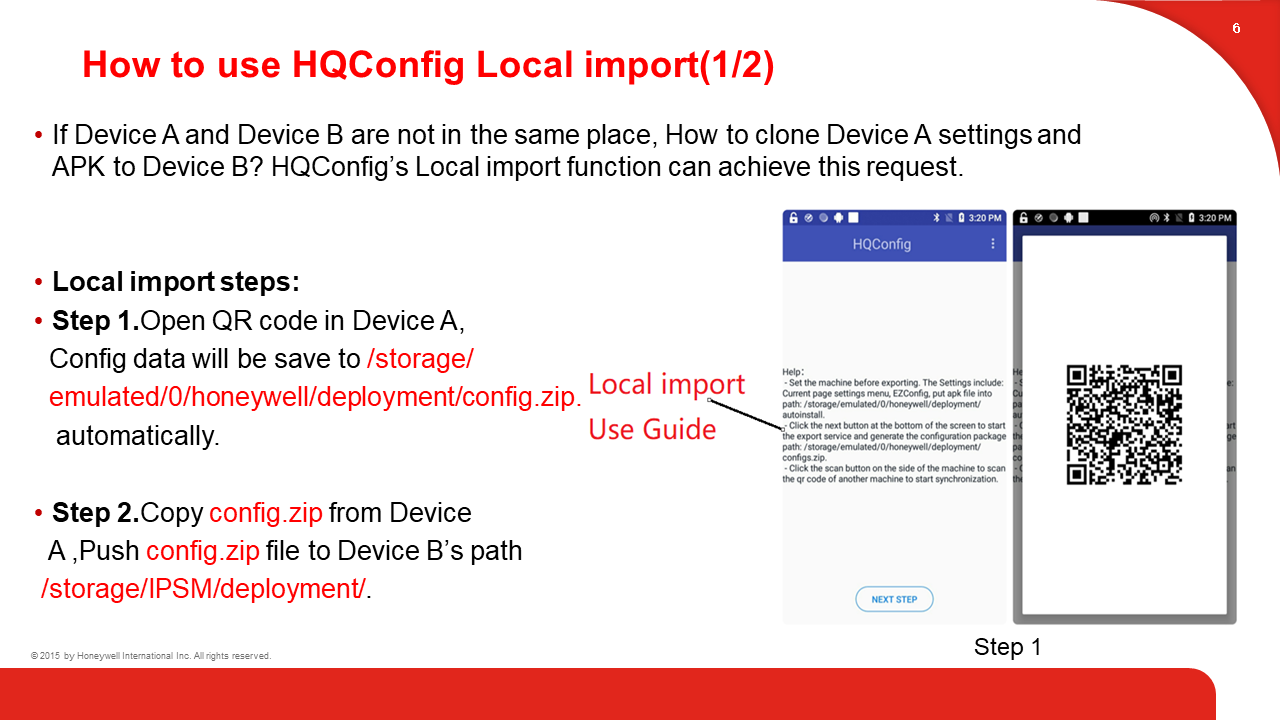 6
How to use HQConfig Local import(1/2)
• If Device A and Device B are not in the same place, How to clone Device A settings and
APK to Device B? HQConfig’s Local import function can achieve this request.
• Local import steps:
• Step 1.Open QR code in Device A,
Config data will be save to /storage/
emulated/0/honeywell/deployment/config.zip.
automatically.
• Step 2.Copy config.zip from Device
A ,Push config.zip file to Device B’s path
/storage/IPSM/deployment/.
Local import
Use Guide
3:20 PM
HQConfig
Help:
- Set the machine before exporting. The Settings include:
Current page settings menu, EZConfig, put apk file into
path: /storage/emulated/0/honeywell/deployment/
autoinstall.
- Click the next button at the bottom of the screen to start
the export service and generate the configuration package
path: /storage/emulated/0/honeywell/deployment/
configs.zip.
- Click the scan button on the side of the machine to scan
the qr code of another machine to start synchronization.
NEXT STEP
3:20 PM
Step 1
© 2015 by Honeywell International Inc. All rights reserved.